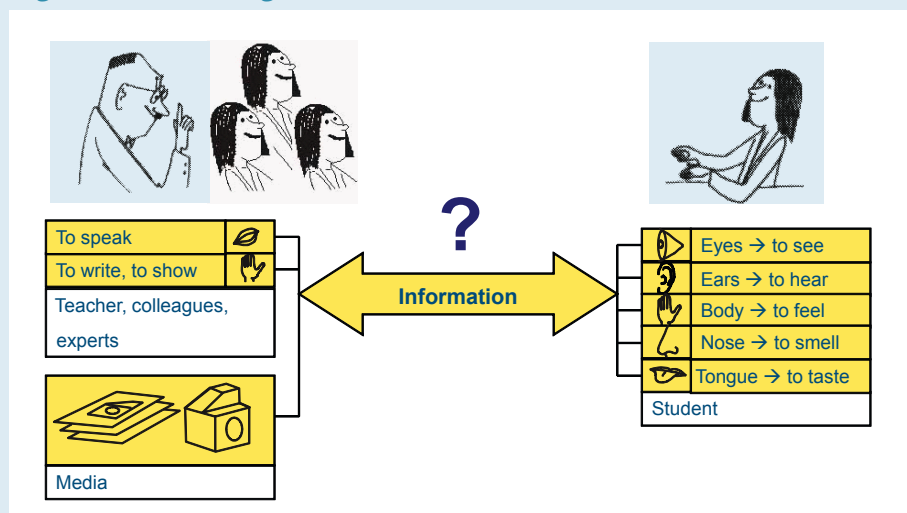 ?
To speak
To write, to show
Teacher, colleagues,
experts
Media
Information
Eyes → to see
Ears → to hear
Body → to feel
Nose → to smell
Tongue → to taste
Student